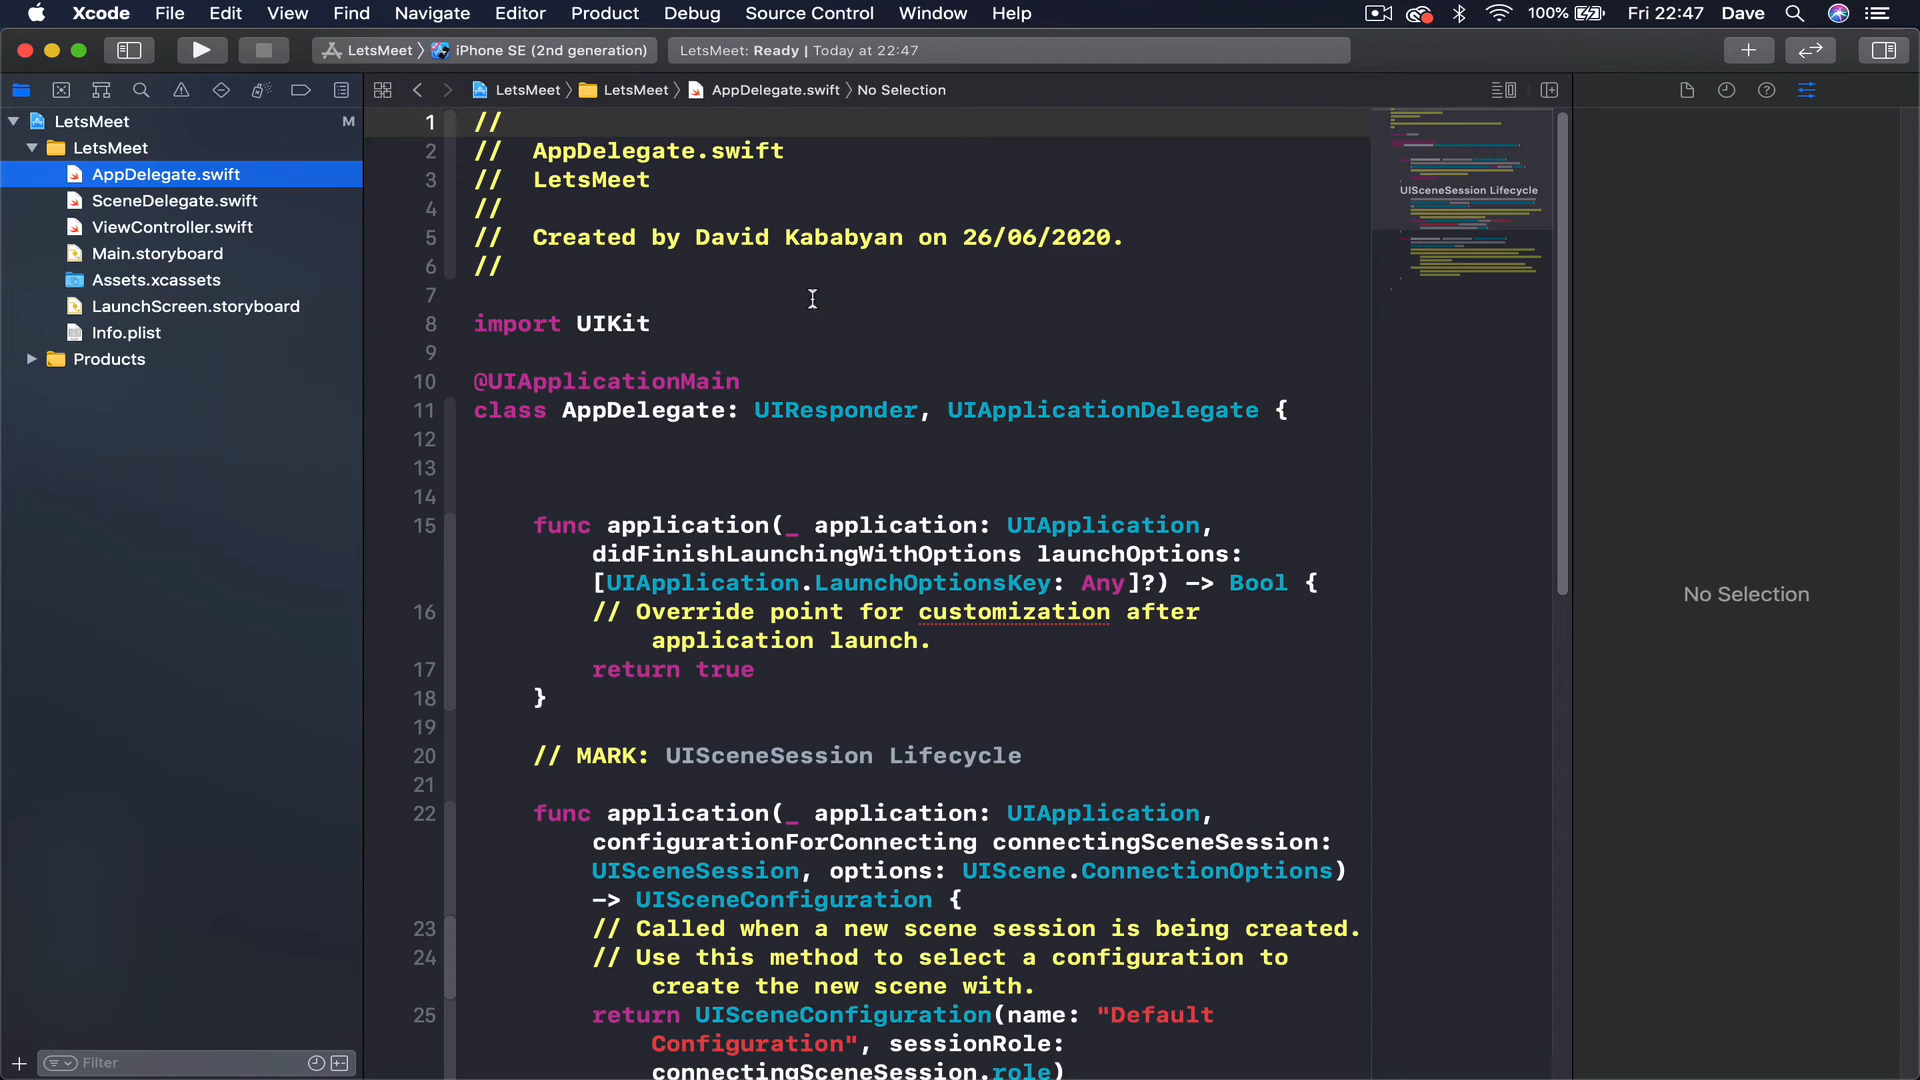 Xcode File Edit View Find Navigate Editor Product Debug Source Control Window Help 100% Fri 22:47 Dave
LetsMeet iPhone SE (2nd generation) LetsMeet: Ready | Today at 22:47
LetsMeet LetsMeet AppDelegate.swift No Selection
LetsMeet M
LetsMeet
AppDelegate.swift
SceneDelegate.swift
ViewController.swift
Main.storyboard
Assets.xcassets
LaunchScreen.storyboard
Info.plist
Products
Filter
1 //
2 // AppDelegate.swift
3 // LetsMeet
4 //
5 // Created by David Kababyan on 26/06/2020.
6 //
7
8 import UIKit
9
10 @UIApplicationMain
11 class AppDelegate: UIResponder, UIApplicationDelegate {
12
13
14
15 func application(_ application: UIApplication,
didFinishLaunchingWithOptions launchOptions:
[UIApplication.LaunchOptionsKey: Any]?) -> Bool {
16 // Override point for customization after
application launch.
17 return true
18 }
19
20 // MARK: UISceneSession Lifecycle
21
22 func application(_ application: UIApplication,
configurationForConnecting connectingSceneSession:
UISceneSession, options: UIScene.ConnectionOptions)
-> UISceneConfiguration {
23 // Called when a new scene session is being created.
24 // Use this method to select a configuration to
create the new scene with.
25 return UISceneConfiguration(name: "Default
Configuration", sessionRole:
connectingSceneSession.role)
UISceneSession Lifecycle
No Selection